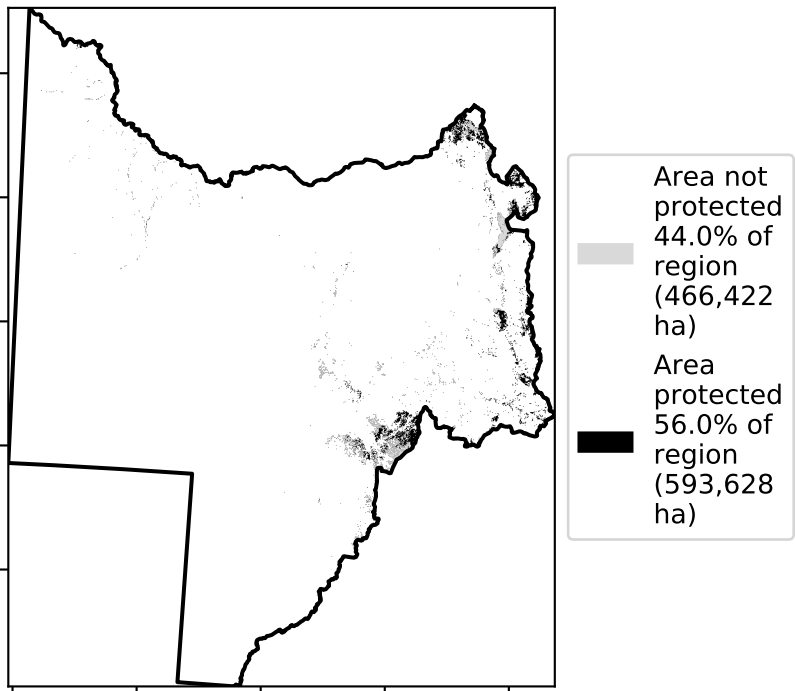 Area not
protected
44.0% of
region
(466,422
ha)
Area
protected
56.0% of
region
(593,628
ha)